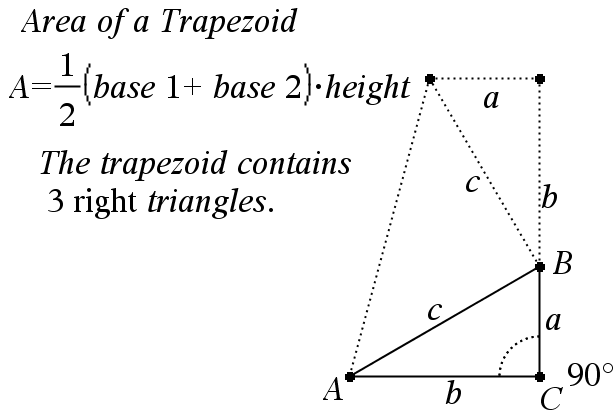 Area of a Trapezoid
A=1/2(base 1+ base 2)·height
The trapezoid contains
3 right triangles.
a
c
b
B
c
a
A
b
C
90°